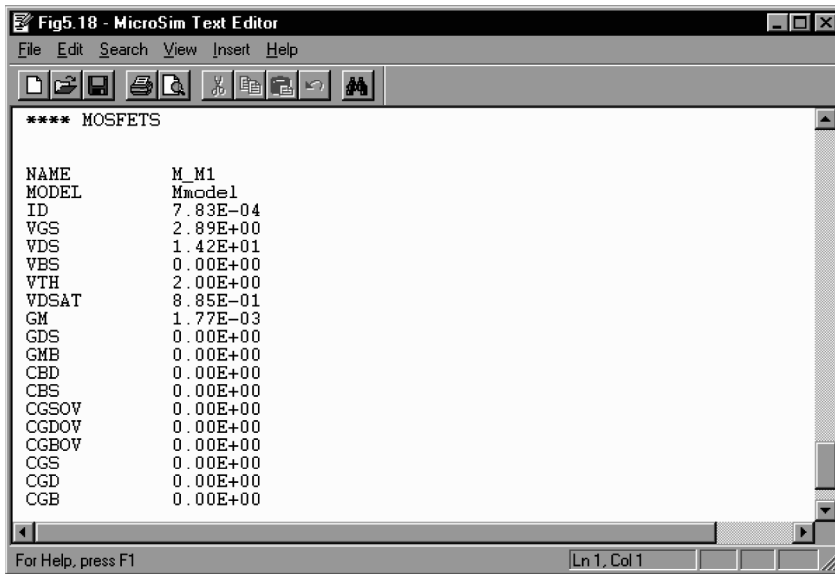 Fig5.18 - MicroSim Text Editor
File Edit Search View Insert Help
**** MOSFETS
NAME M_M1
MODEL Mmodel
ID 7.83E-04
VGS 2.89E+00
VDS 1.42E+01
VBS 0.00E+00
VTH 2.00E+00
VDSAT 8.85E-01
GM 1.77E-03
GDS 0.00E+00
GMB 0.00E+00
CBD 0.00E+00
CBS 0.00E+00
CGSOV 0.00E+00
CGDOV 0.00E+00
CGBOV 0.00E+00
CGS 0.00E+00
CGD 0.00E+00
CGB 0.00E+00
For Help, press F1 Ln 1, Col 1